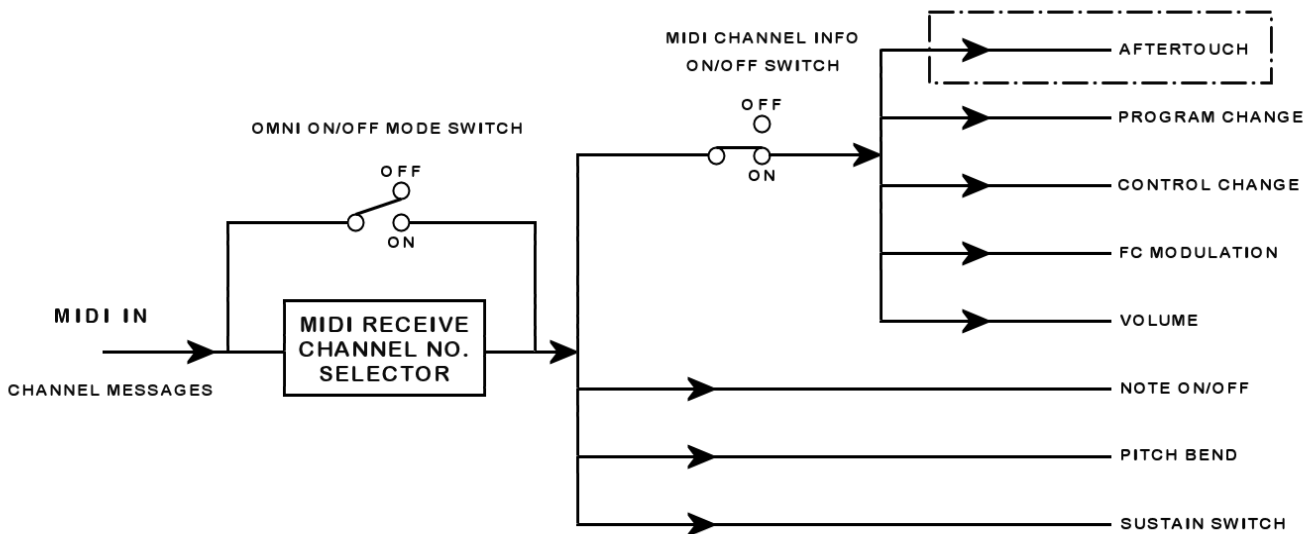 MIDI CHANNEL INFO
ON/OFF SWITCH
OFF
ON
AFTERTOUCH
PROGRAM CHANGE
CONTROL CHANGE
FC MODULATION
VOLUME
OMNI ON/OFF MODE SWITCH
OFF
ON
MIDI IN
CHANNEL MESSAGES
MIDI RECEIVE
CHANNEL NO.
SELECTOR
NOTE ON/OFF
PITCH BEND
SUSTAIN SWITCH